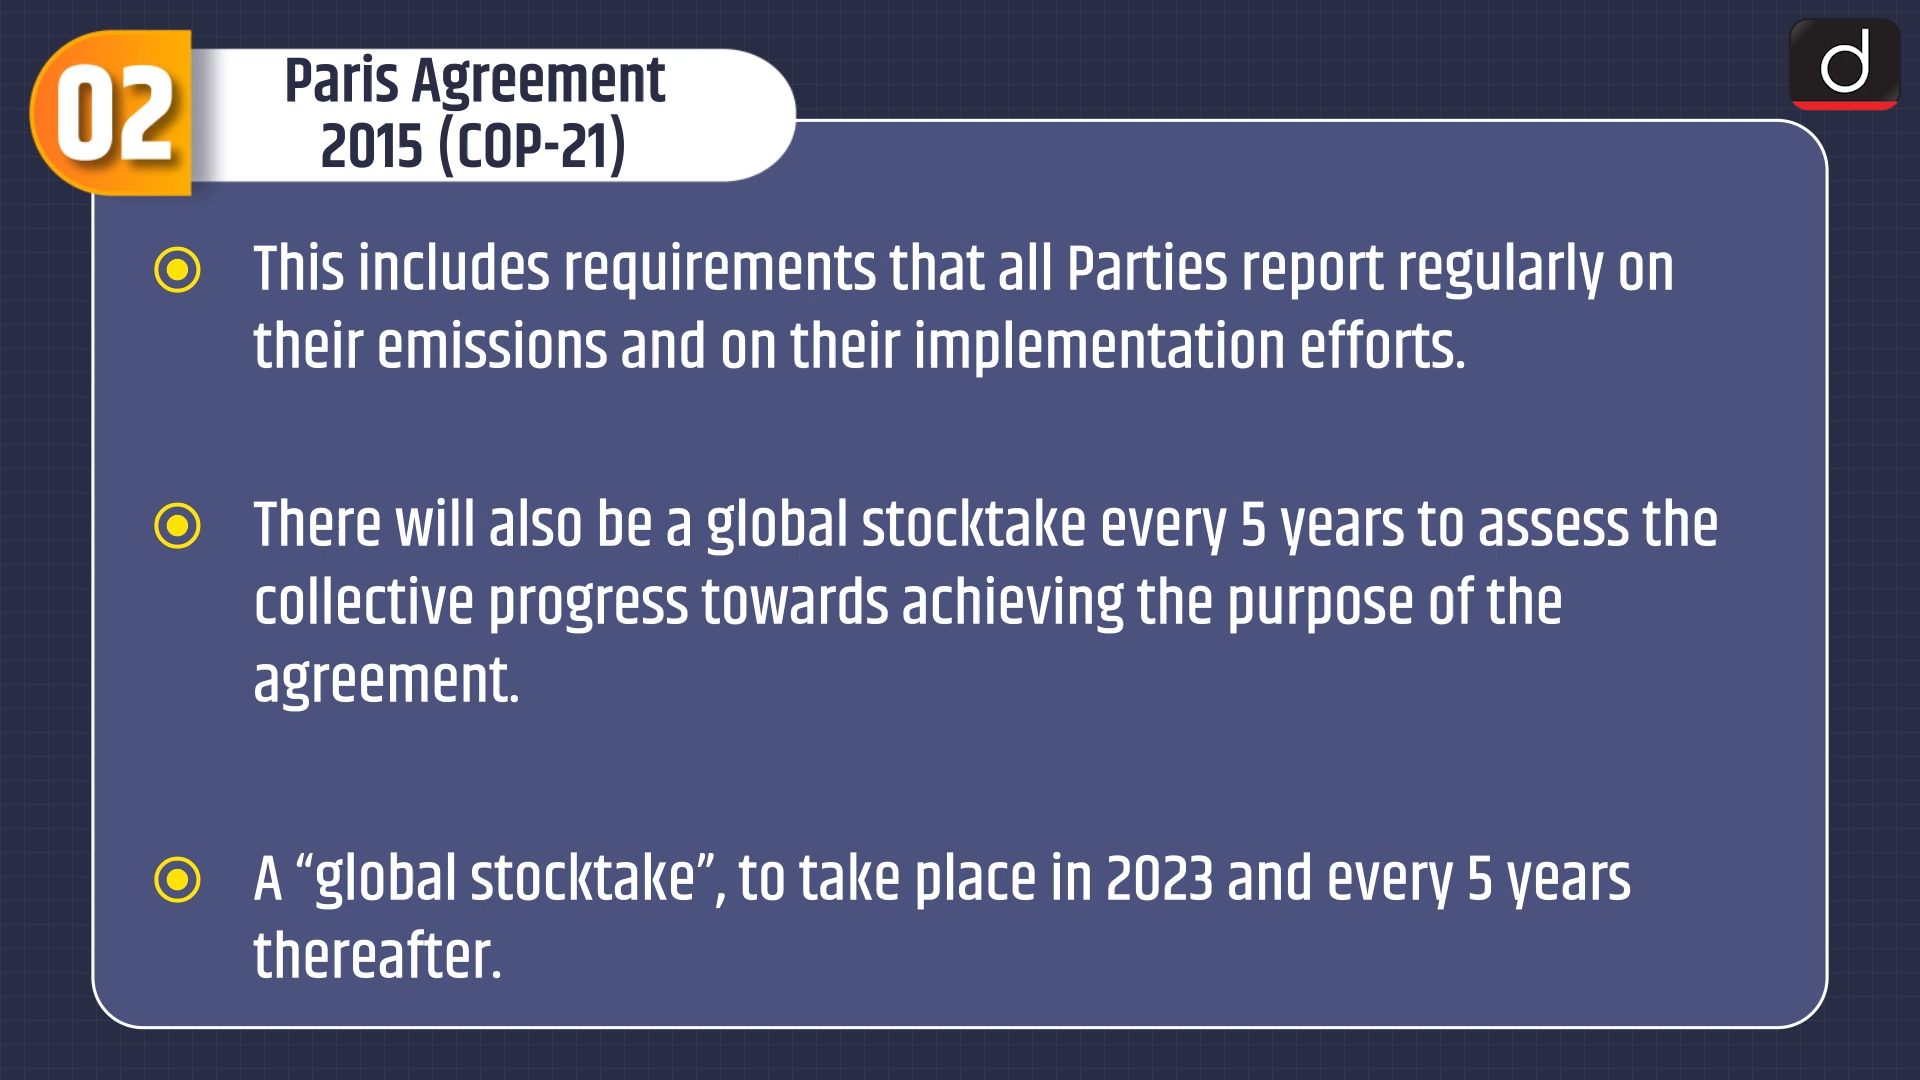 02
Paris Agreement
2015 (COP-21)
d
This includes requirements that all Parties report regularly on
their emissions and on their implementation efforts.
There will also be a global stocktake every 5 years to assess the
collective progress towards achieving the purpose of the
agreement.
A “global stocktake”, to take place in 2023 and every 5 years
thereafter.